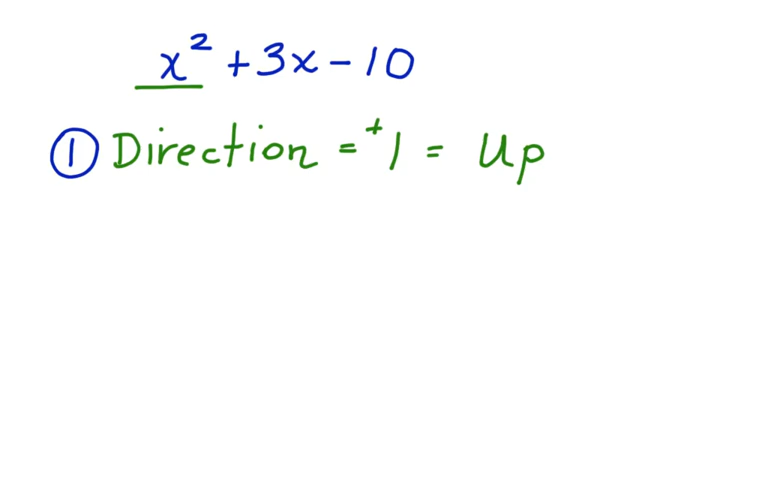 x² + 3x - 10
① Direction = +1 = Up